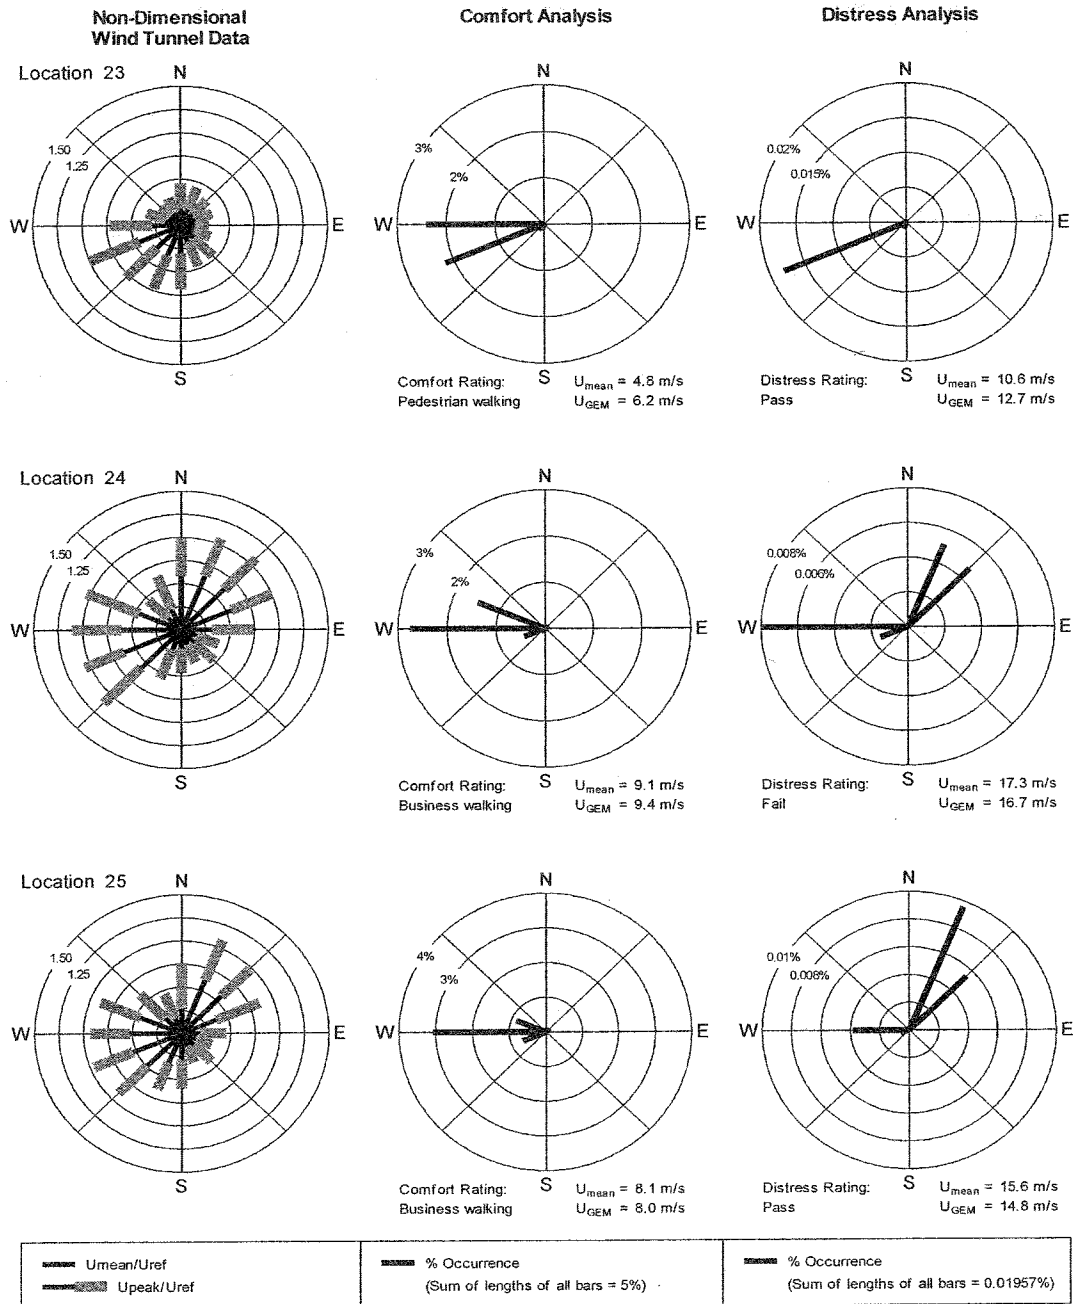 Non-Dimensional
Wind Tunnel Data
Comfort Analysis
Distress Analysis
Location 23
N
1.50
1.25
W
E
S
N
3%
2%
W
E
S
N
0.02%
0.015%
W
E
S
Comfort Rating:
Pedestrian walking
Umean = 4.8 m/s
UGEM = 6.2 m/s
Distress Rating:
Pass
Umean = 10.6 m/s
UGEM = 12.7 m/s
Location 24
N
1.50
1.25
W
E
S
N
3%
2%
W
E
S
N
0.008%
0.006%
W
E
S
Comfort Rating:
Business walking
Umean = 9.1 m/s
UGEM = 9.4 m/s
Distress Rating:
Fail
Umean = 17.3 m/s
UGEM = 16.7 m/s
Location 25
N
1.50
1.25
W
E
S
N
4%
3%
W
E
S
N
0.01%
0.008%
W
E
S
Comfort Rating:
Business walking
Umean = 8.1 m/s
UGEM = 8.0 m/s
Distress Rating:
Pass
Umean = 15.6 m/s
UGEM = 14.8 m/s
Umean/Uref
Upeak/Uref
% Occurrence
(Sum of lengths of all bars = 5%)
% Occurrence
(Sum of lengths of all bars = 0.01957%)